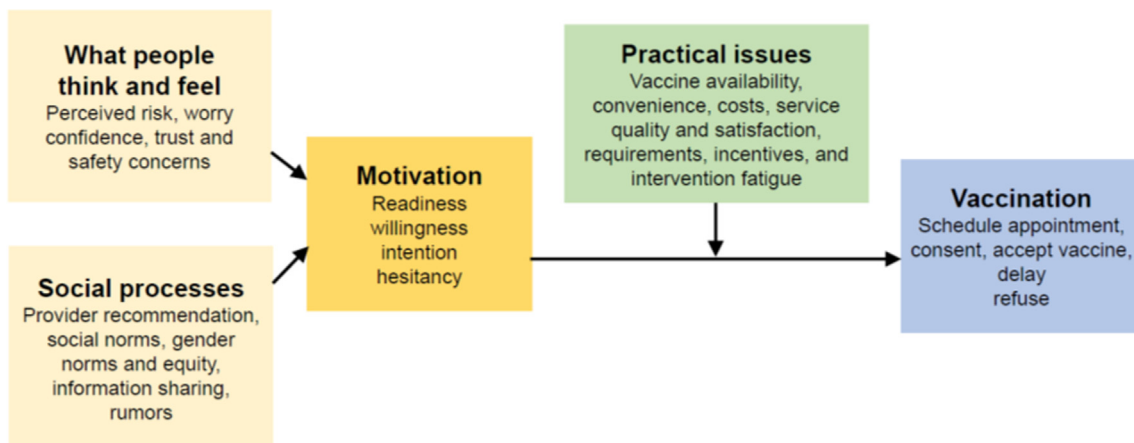 What people
think and feel
Perceived risk, worry
confidence, trust and
safety concerns
Social processes
Provider recommendation,
social norms, gender
norms and equity,
information sharing,
rumors
Motivation
Readiness
willingness
intention
hesitancy
Practical issues
Vaccine availability,
convenience, costs, service
quality and satisfaction,
requirements, incentives, and
intervention fatigue
Vaccination
Schedule appointment,
consent, accept vaccine,
delay
refuse